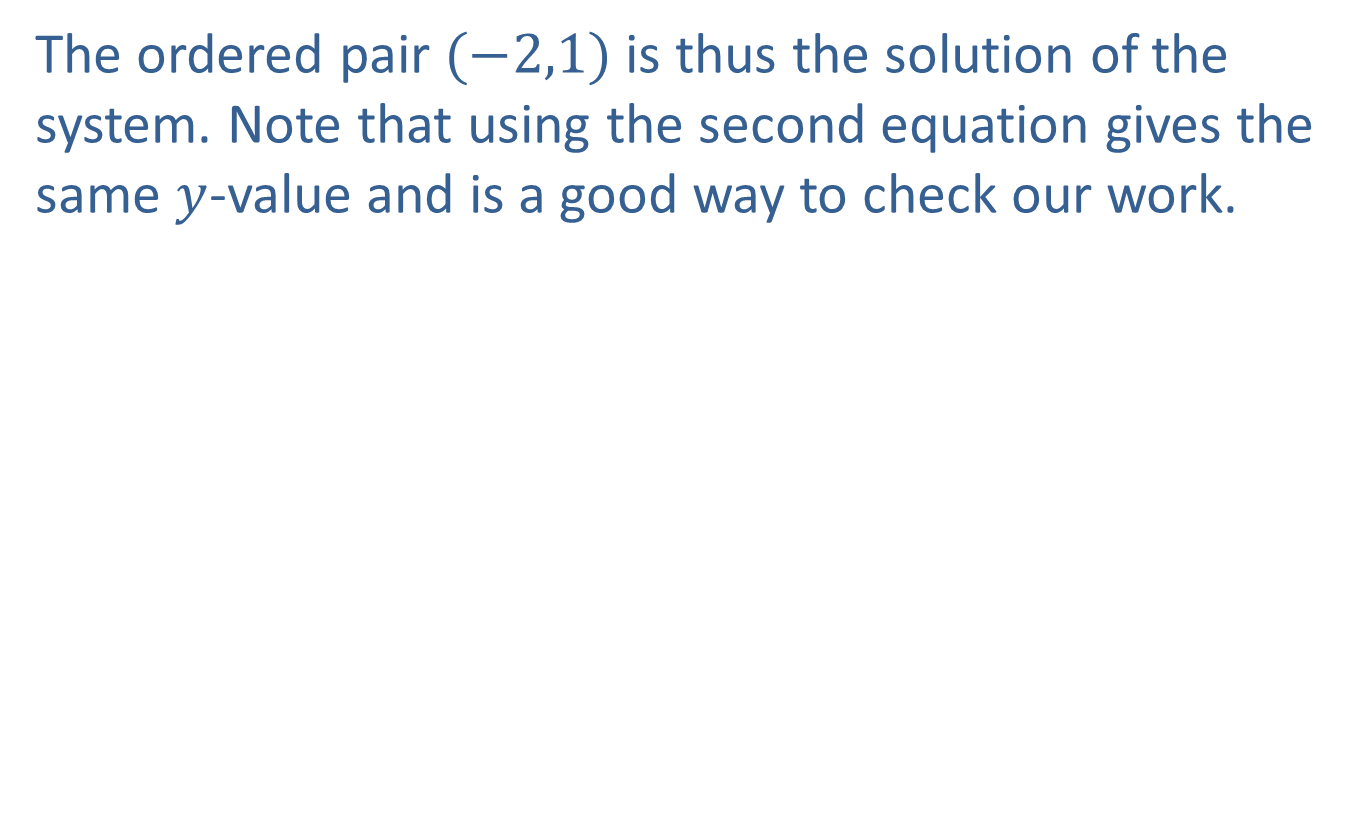 The ordered pair (−2,1) is thus the solution of the
system. Note that using the second equation gives the
same y-value and is a good way to check our work.